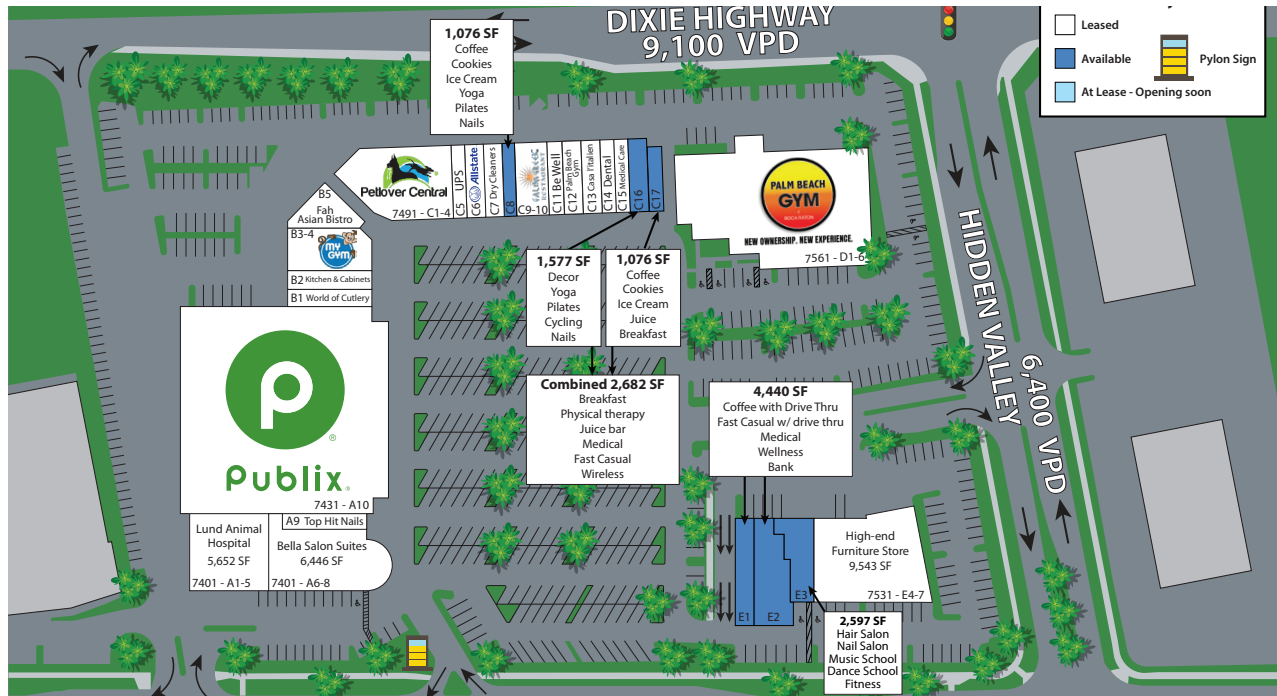 DIXIE HIGHWAY
9,100 VPD
Leased
Available
Pylon Sign
At Lease - Opening soon
1,076 SF
Coffee
Cookies
Ice Cream
Yoga
Pilates
Nails
Petlover Central
7491 - C1-4
C5 UPS
C6 Allstate
C7 Dry Cleaners
C8
C9-10
RESTAURANT
C11 Be Well
C12 Palm Beach
Gym
C13 Casa Titalien
C14 Dental
C15 Medical Care
C16
C17
PALM BEACH
GYM
BOCA RATON
NEW OWNERSHIP. NEW EXPERIENCE.
7561 - D1-6
B5
Fah
Asian Bistro
B3-4
MY
GYM
B2 Kitchen & Cabinets
B1 World of Cutlery
1,577 SF
Decor
Yoga
Pilates
Cycling
Nails
1,076 SF
Coffee
Cookies
Ice Cream
Juice
Breakfast
HIDDEN VALLEY
6,400 VPD
Combined 2,682 SF
Breakfast
Physical therapy
Juice bar
Medical
Fast Casual
Wireless
4,440 SF
Coffee with Drive Thru
Fast Casual w/ drive thru
Medical
Wellness
Bank
Publix
7431 - A10
A9 Top Hit Nails
Lund Animal
Hospital
5,652 SF
7401 - A1-5
Bella Salon Suites
6,446 SF
7401 - A6-8
High-end
Furniture Store
9,543 SF
7531 - E4-7
E1
E2
E3
2,597 SF
Hair Salon
Nail Salon
Music School
Dance School
Fitness